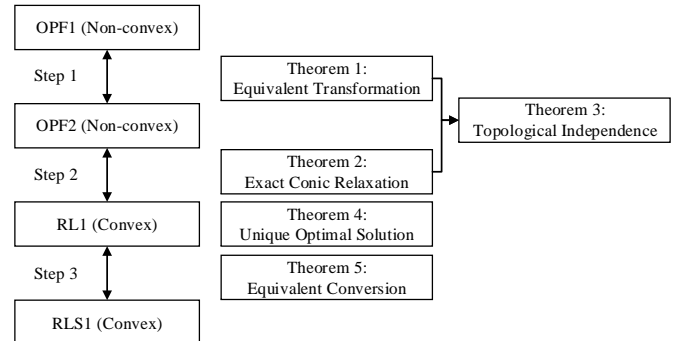 OPF1 (Non-convex)
Step 1
OPF2 (Non-convex)
Step 2
RL1 (Convex)
Step 3
RLS1 (Convex)
Theorem 1:
Equivalent Transformation
Theorem 2:
Exact Conic Relaxation
Theorem 4:
Unique Optimal Solution
Theorem 5:
Equivalent Conversion
Theorem 3:
Topological Independence